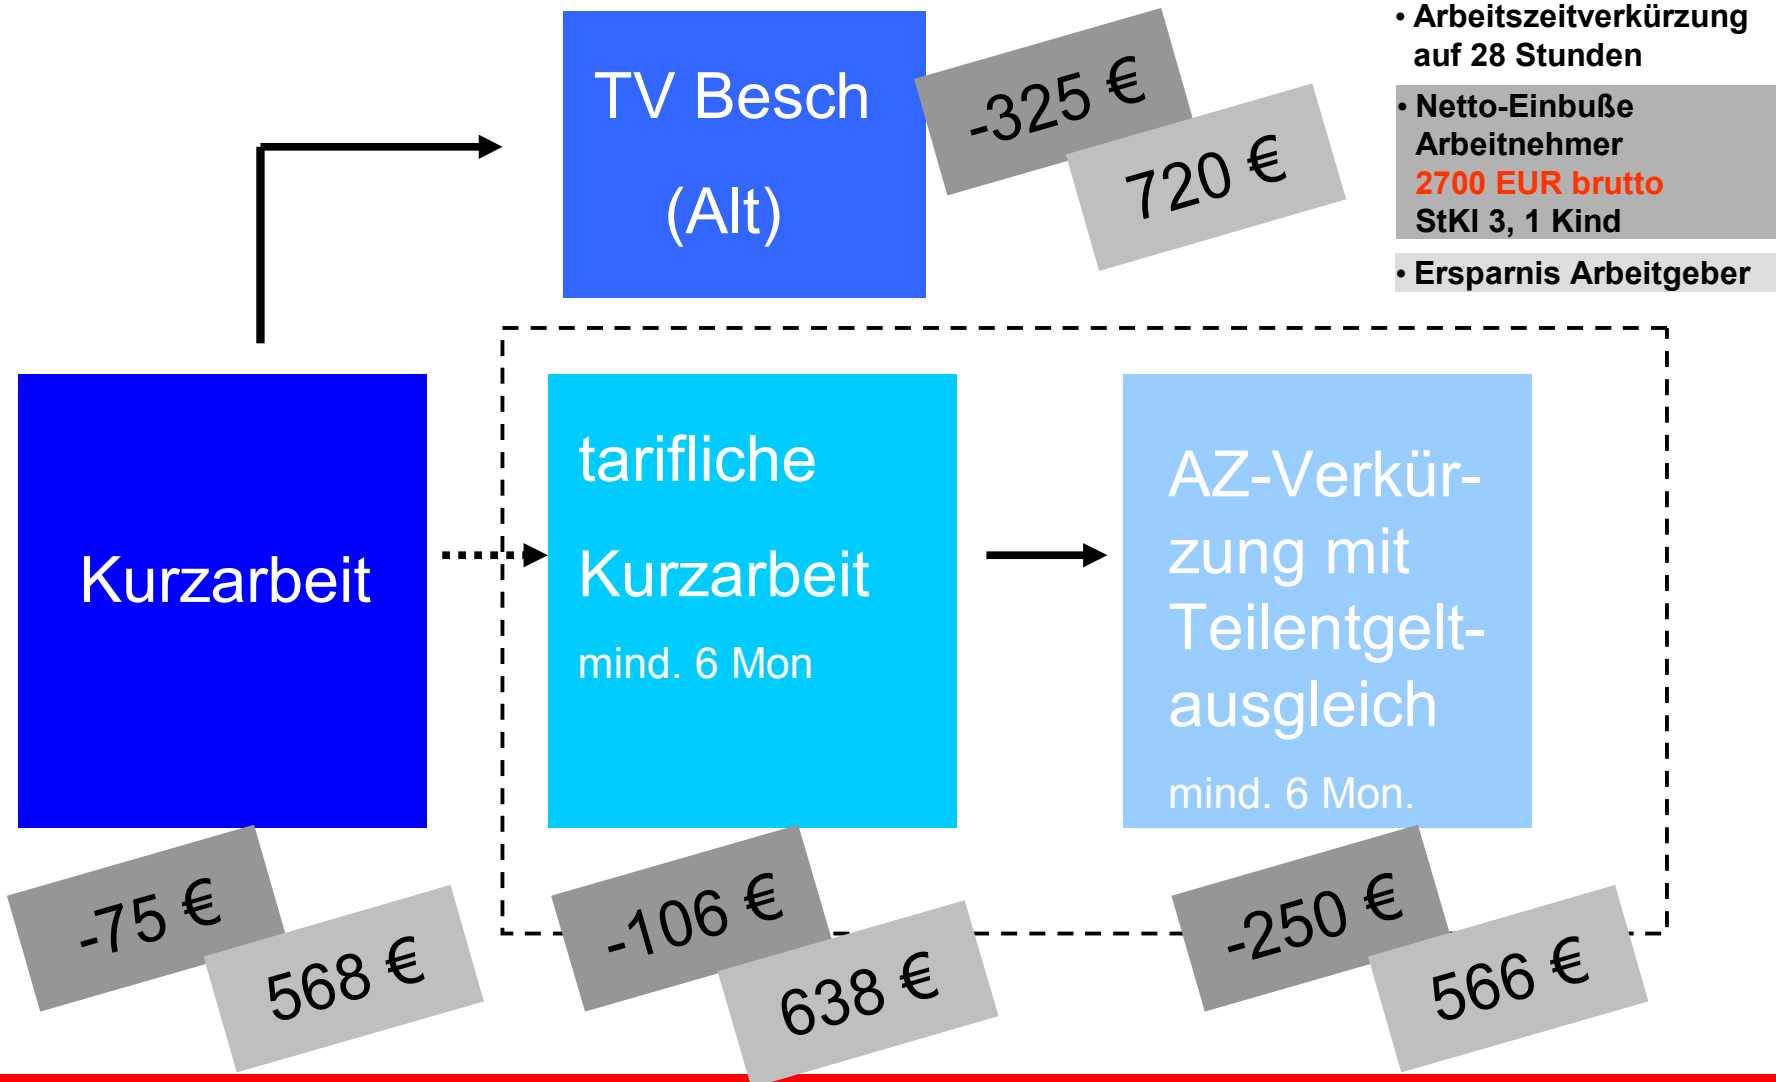 TV Besch
(Alt)
-325 €
720 €
• Arbeitszeitverkürzung
auf 28 Stunden
• Netto-Einbuße
Arbeitnehmer
2700 EUR brutto
StKl 3, 1 Kind
• Ersparnis Arbeitgeber
Kurzarbeit
-75 €
568 €
tarifliche
Kurzarbeit
mind. 6 Mon
-106 €
638 €
AZ-Verkür-
zung mit
Teilentgelt-
ausgleich
mind. 6 Mon.
-250 €
566 €